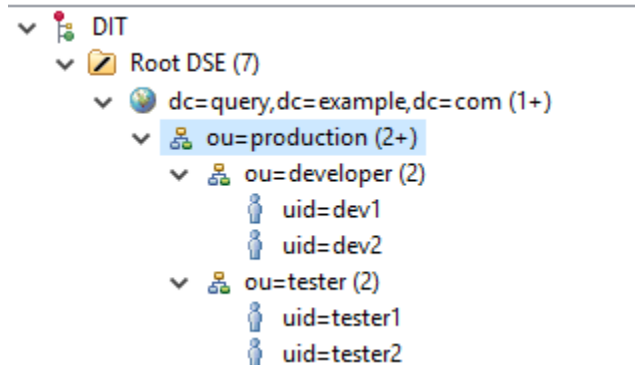 DIT
Root DSE (7)
dc=query,dc=example,dc=com (1+)
ou=production (2+)
ou=developer (2)
uid=dev1
uid=dev2
ou=tester (2)
uid=tester1
uid=tester2